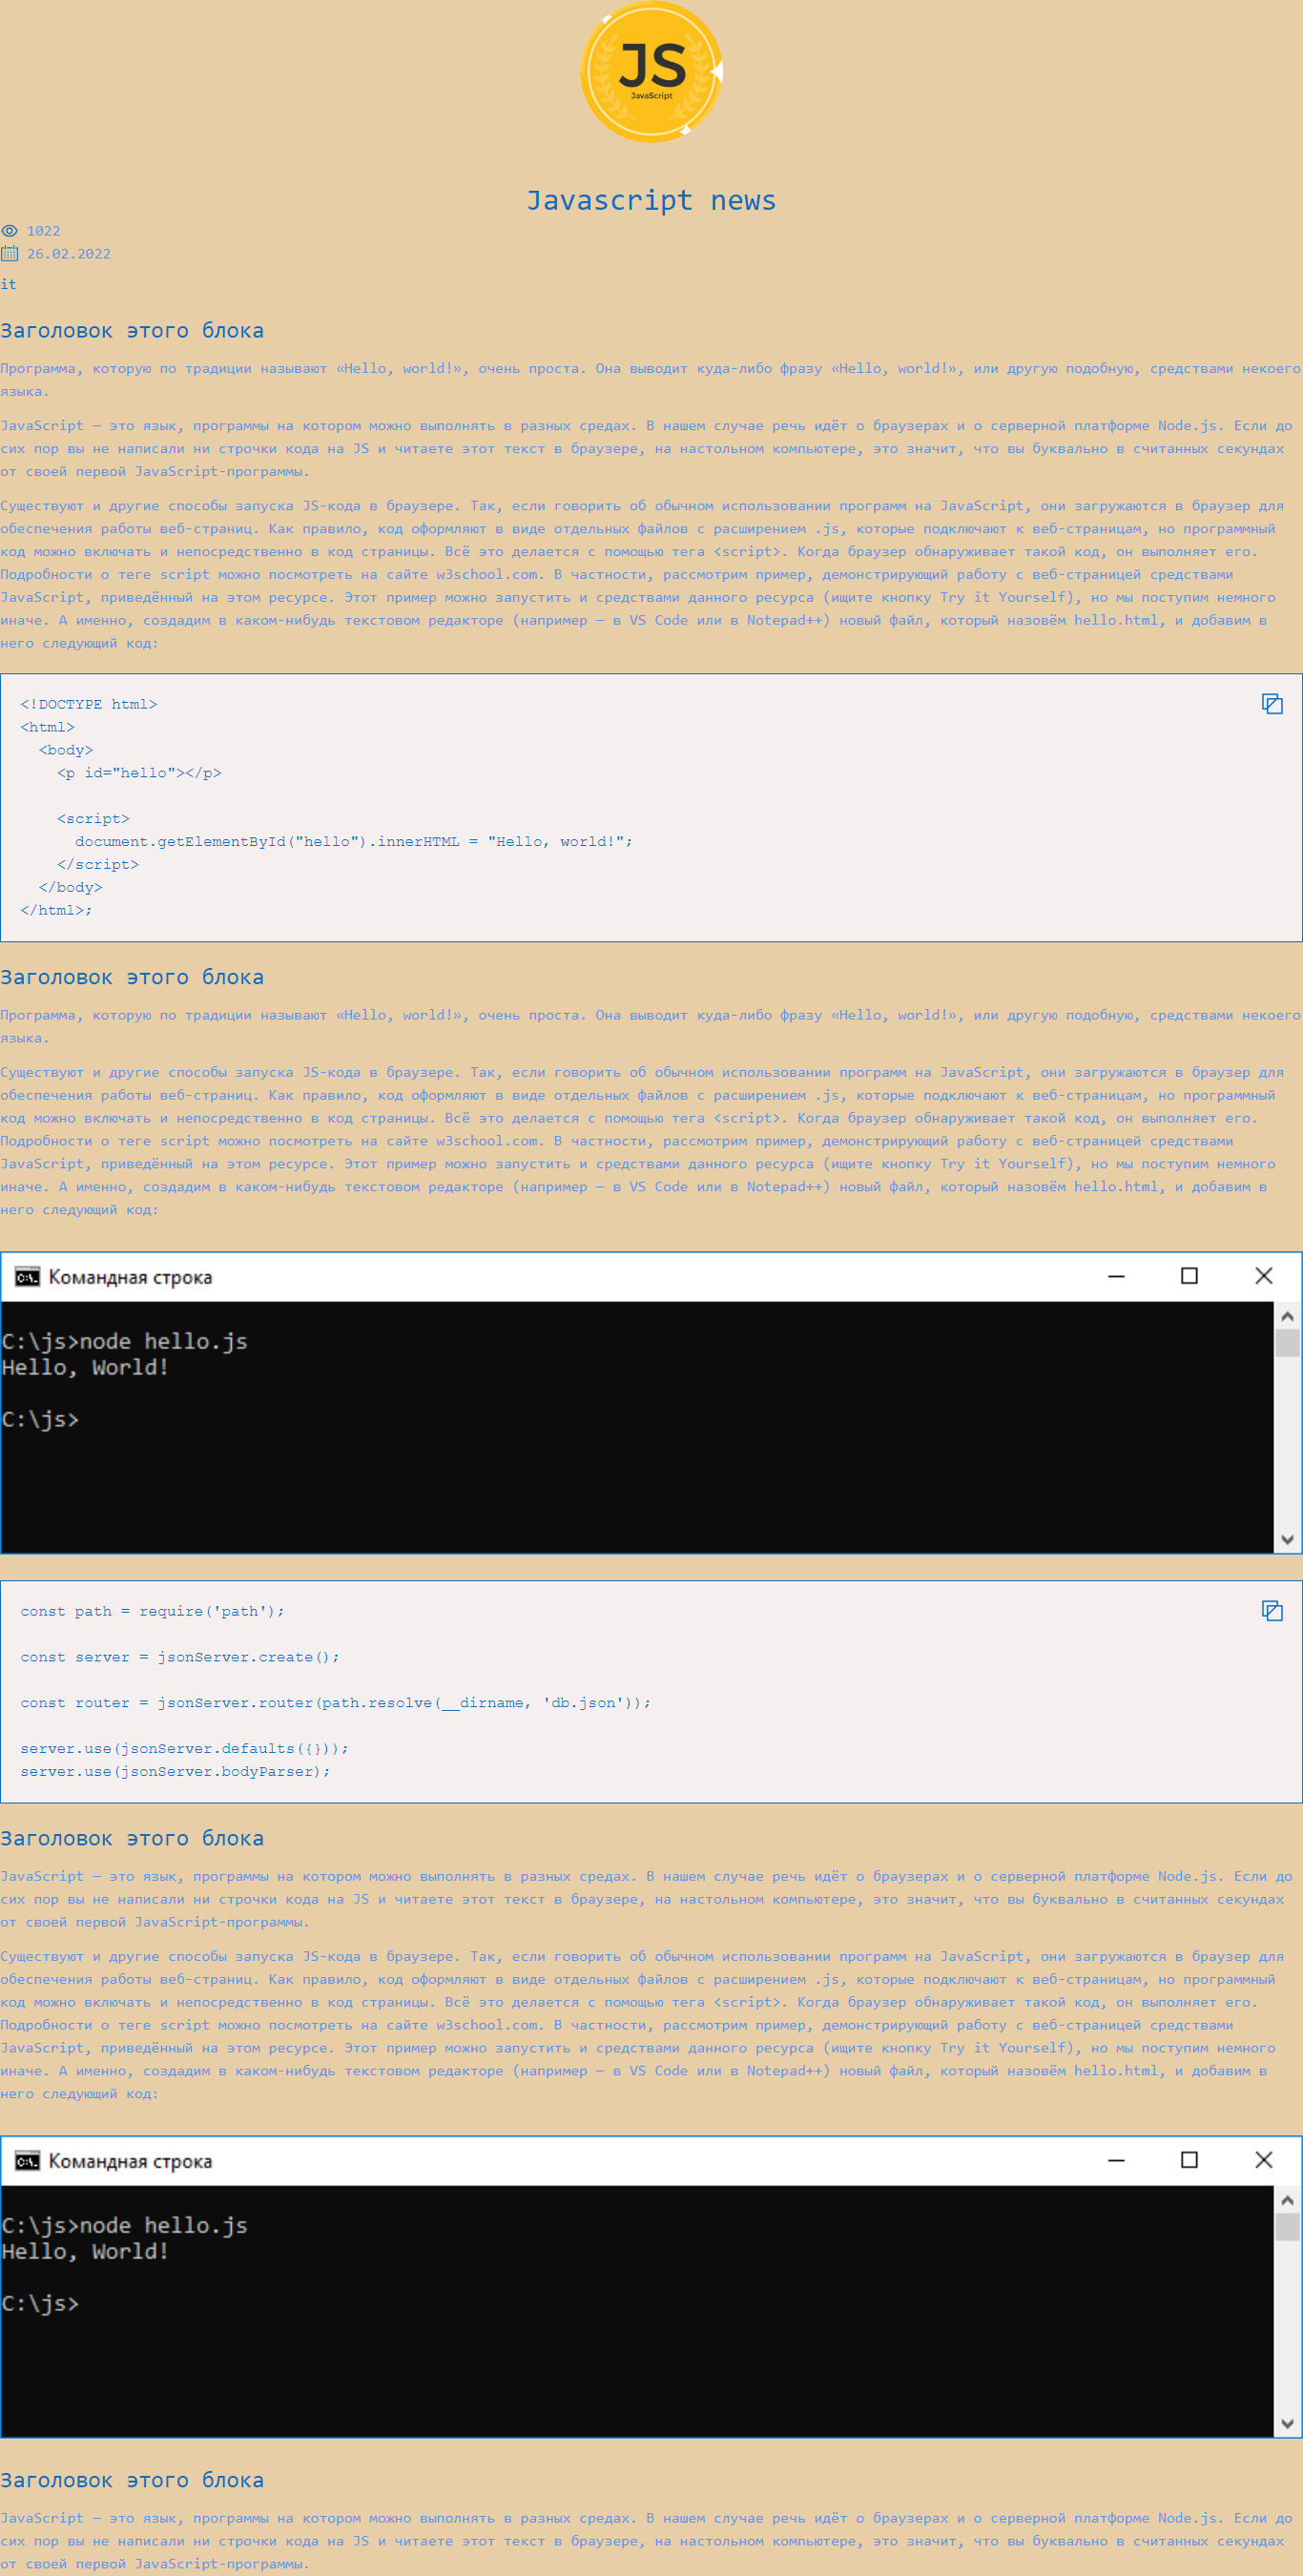 JS
JavaScript
Javascript news
1022
26.02.2022
it
Заголовок этого блока
Программа, которую по традиции называют «Hello, world!», очень проста. Она выводит куда-либо фразу «Hello, world!», или другую подобную, средствами некоего
языка.
JavaScript — это язык, программы на котором можно выполнять в разных средах. В нашем случае речь идёт о браузерах и о серверной платформе Node.js. Если до
сих пор вы не написали ни строчки кода на JS и читаете этот текст в браузере, на настольном компьютере, это значит, что вы буквально в считанных секундах
от своей первой JavaScript-программы.
Существуют и другие способы запуска JS-кода в браузере. Так, если говорить об обычном использовании программ на JavaScript, они загружаются в браузер для
обеспечения работы веб-страниц. Как правило, код оформляют в виде отдельных файлов с расширением .js, которые подключают к веб-страницам, но программный
код можно включать и непосредственно в код страницы. Всё это делается с помощью тега <script>. Когда браузер обнаруживает такой код, он выполняет его.
Подробности о теге script можно посмотреть на сайте w3school.com. В частности, рассмотрим пример, демонстрирующий работу с веб-страницей средствами
JavaScript, приведённый на этом ресурсе. Этот пример можно запустить и средствами данного ресурса (ищите кнопку Try it Yourself), но мы поступим немного
иначе. А именно, создадим в каком-нибудь текстовом редакторе (например — в VS Code или в Notepad++) новый файл, который назовём hello.html, и добавим в
него следующий код:
<!DOCTYPE html>
<html>
  <body>
    <p id="hello"></p>
    <script>
      document.getElementById("hello").innerHTML = "Hello, world!";
    </script>
  </body>
</html>;
Заголовок этого блока
Программа, которую по традиции называют «Hello, world!», очень проста. Она выводит куда-либо фразу «Hello, world!», или другую подобную, средствами некоего
языка.
Существуют и другие способы запуска JS-кода в браузере. Так, если говорить об обычном использовании программ на JavaScript, они загружаются в браузер для
обеспечения работы веб-страниц. Как правило, код оформляют в виде отдельных файлов с расширением .js, которые подключают к веб-страницам, но программный
код можно включать и непосредственно в код страницы. Всё это делается с помощью тега <script>. Когда браузер обнаруживает такой код, он выполняет его.
Подробности о теге script можно посмотреть на сайте w3school.com. В частности, рассмотрим пример, демонстрирующий работу с веб-страницей средствами
JavaScript, приведённый на этом ресурсе. Этот пример можно запустить и средствами данного ресурса (ищите кнопку Try it Yourself), но мы поступим немного
иначе. А именно, создадим в каком-нибудь текстовом редакторе (например — в VS Code или в Notepad++) новый файл, который назовём hello.html, и добавим в
него следующий код:
C:\. Командная строка
C:\js>node hello.js
Hello, World!
C:\js>
const path = require('path');
const server = jsonServer.create();
const router = jsonServer.router(path.resolve(__dirname, 'db.json'));
server.use(jsonServer.defaults({}));
server.use(jsonServer.bodyParser);
Заголовок этого блока
JavaScript — это язык, программы на котором можно выполнять в разных средах. В нашем случае речь идёт о браузерах и о серверной платформе Node.js. Если до
сих пор вы не написали ни строчки кода на JS и читаете этот текст в браузере, на настольном компьютере, это значит, что вы буквально в считанных секундах
от своей первой JavaScript-программы.
Существуют и другие способы запуска JS-кода в браузере. Так, если говорить об обычном использовании программ на JavaScript, они загружаются в браузер для
обеспечения работы веб-страниц. Как правило, код оформляют в виде отдельных файлов с расширением .js, которые подключают к веб-страницам, но программный
код можно включать и непосредственно в код страницы. Всё это делается с помощью тега <script>. Когда браузер обнаруживает такой код, он выполняет его.
Подробности о теге script можно посмотреть на сайте w3school.com. В частности, рассмотрим пример, демонстрирующий работу с веб-страницей средствами
JavaScript, приведённый на этом ресурсе. Этот пример можно запустить и средствами данного ресурса (ищите кнопку Try it Yourself), но мы поступим немного
иначе. А именно, создадим в каком-нибудь текстовом редакторе (например — в VS Code или в Notepad++) новый файл, который назовём hello.html, и добавим в
него следующий код:
C:\. Командная строка
C:\js>node hello.js
Hello, World!
C:\js>
Заголовок этого блока
JavaScript — это язык, программы на котором можно выполнять в разных средах. В нашем случае речь идёт о браузерах и о серверной платформе Node.js. Если до
сих пор вы не написали ни строчки кода на JS и читаете этот текст в браузере, на настольном компьютере, это значит, что вы буквально в считанных секундах
от своей первой JavaScript-программы.